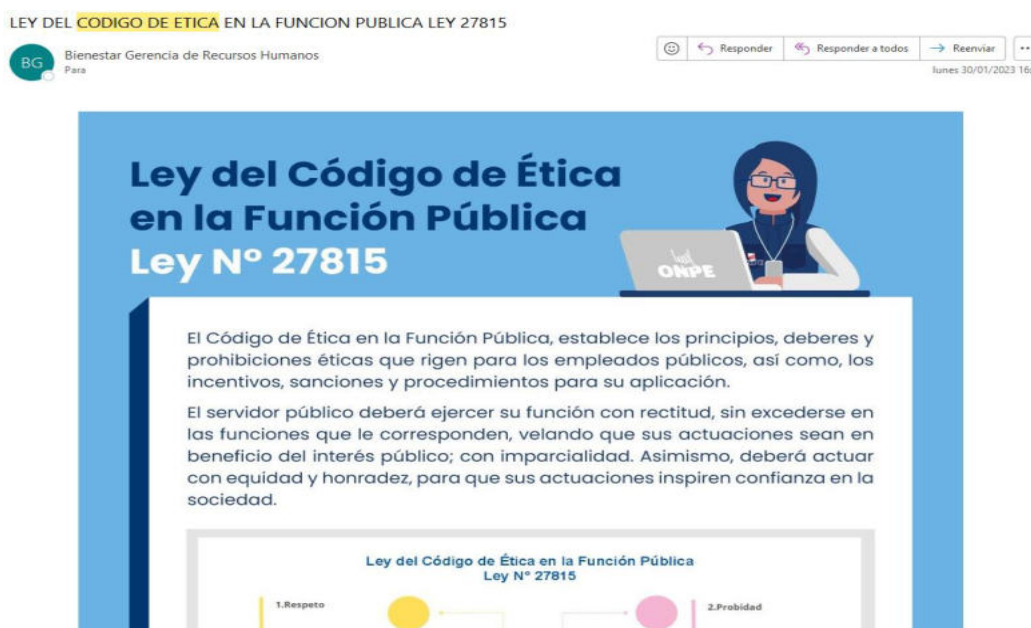 LEY DEL CODIGO DE ETICA EN LA FUNCION PUBLICA LEY 27815
BG
Bienestar Gerencia de Recursos Humanos
Para
Responder
Responder a todos
Reenviar
lunes 30/01/2023 16:
Ley del Código de Ética
en la Función Pública
Ley Nº 27815
ONPE
El Código de Ética en la Función Pública, establece los principios, deberes y
prohibiciones éticas que rigen para los empleados públicos, así como, los
incentivos, sanciones y procedimientos para su aplicación.
El servidor público deberá ejercer su función con rectitud, sin excederse en
las funciones que le corresponden, velando que sus actuaciones sean en
beneficio del interés público; con imparcialidad. Asimismo, deberá actuar
con equidad y honradez, para que sus actuaciones inspiren confianza en la
sociedad.
Ley del Código de Ética en la Función Pública
Ley Nº 27815
1.Respeto
2.Probidad